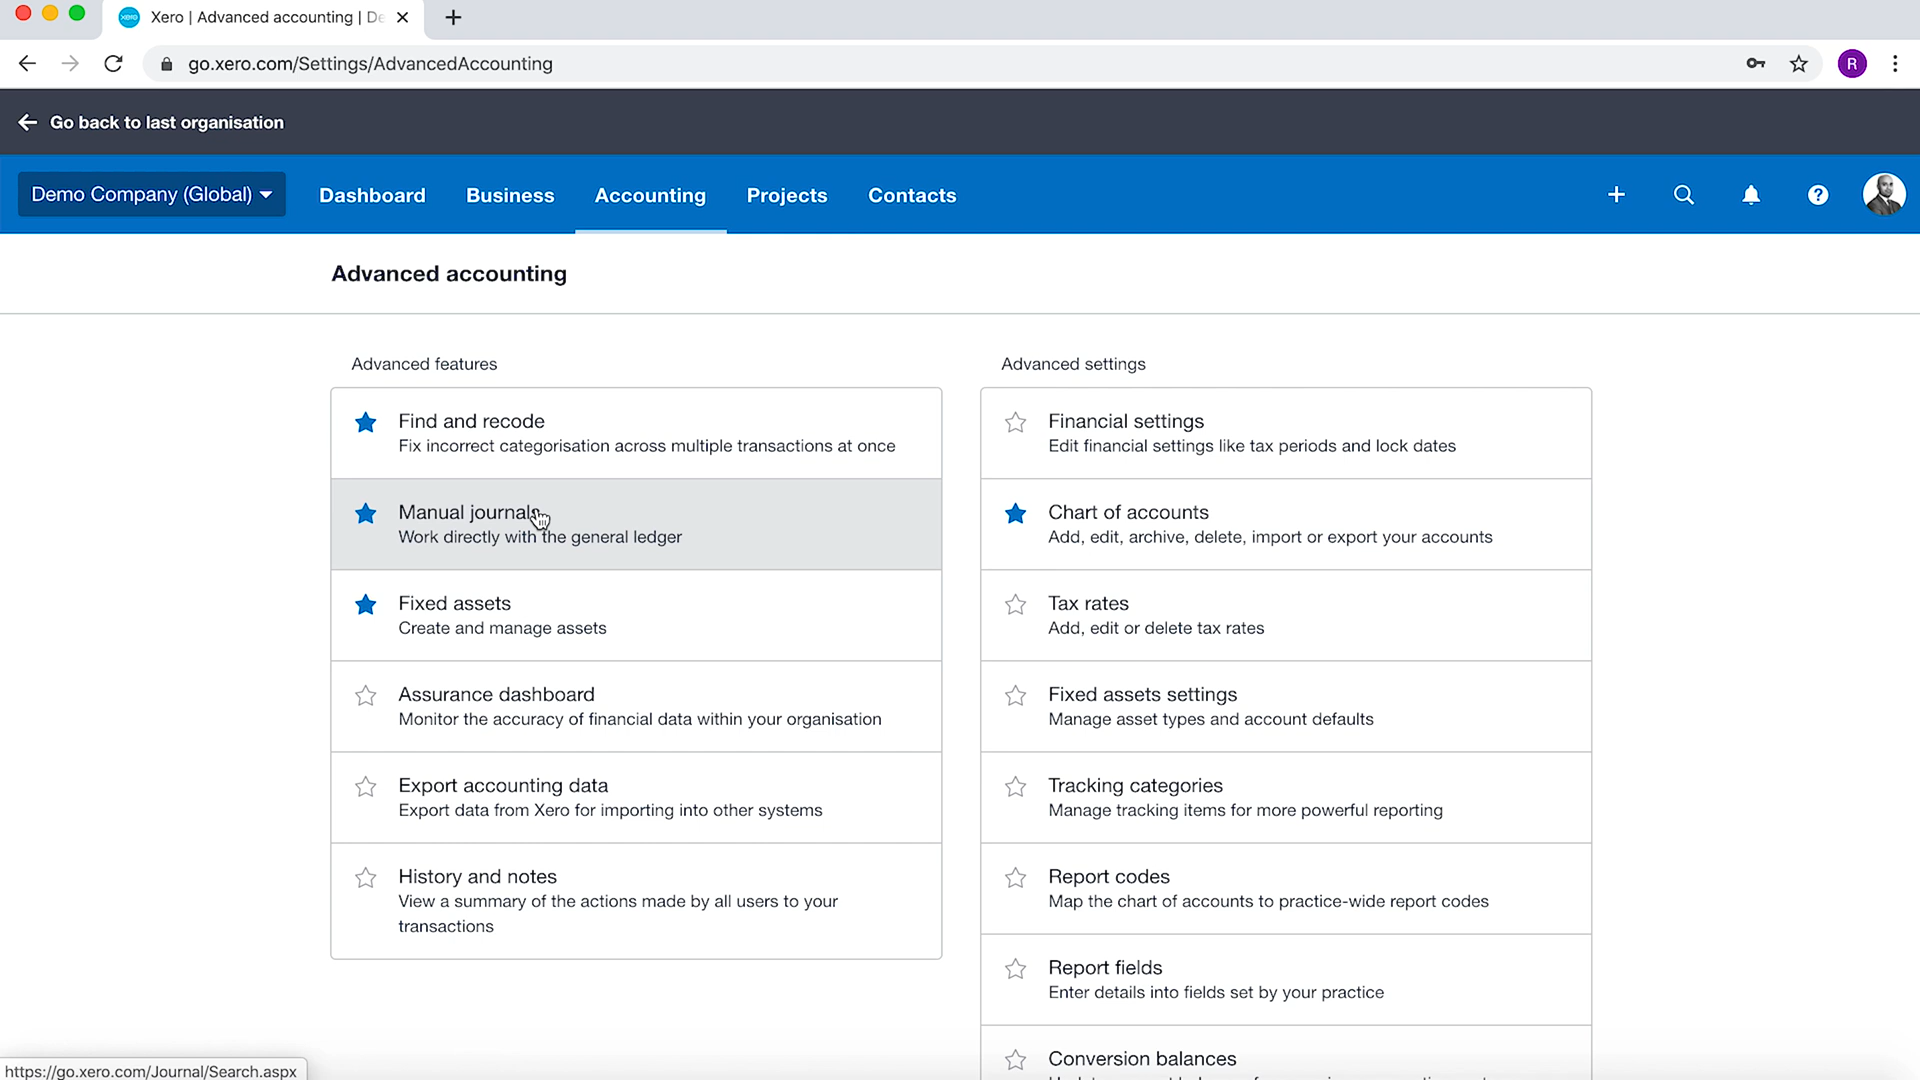 Xero | Advanced accounting | De
go.xero.com/Settings/AdvancedAccounting
R
Go back to last organisation
Demo Company (Global)
Dashboard
Business
Accounting
Projects
Contacts
Advanced accounting
Advanced features
Find and recode
Fix incorrect categorisation across multiple transactions at once
Manual journals
Work directly with the general ledger
Fixed assets
Create and manage assets
Assurance dashboard
Monitor the accuracy of financial data within your organisation
Export accounting data
Export data from Xero for importing into other systems
History and notes
View a summary of the actions made by all users to your
transactions
Advanced settings
Financial settings
Edit financial settings like tax periods and lock dates
Chart of accounts
Add, edit, archive, delete, import or export your accounts
Tax rates
Add, edit or delete tax rates
Fixed assets settings
Manage asset types and account defaults
Tracking categories
Manage tracking items for more powerful reporting
Report codes
Map the chart of accounts to practice-wide report codes
Report fields
Enter details into fields set by your practice
Conversion balances
https://go.xero.com/Journal/Search.aspx